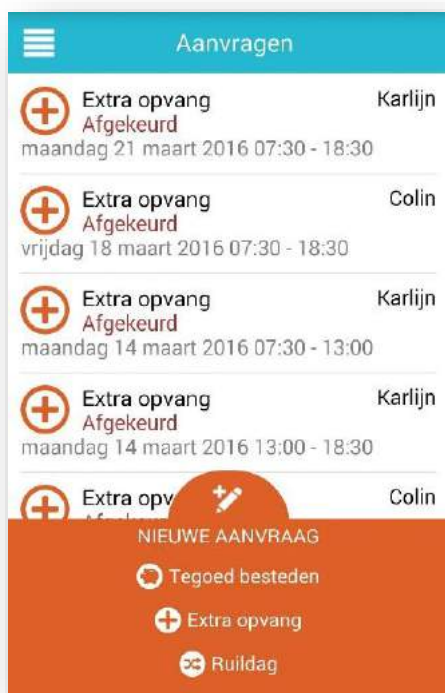 Aanvragen
Extra opvang Karlijn
Afgekeurd
maandag 21 maart 2016 07:30 - 18:30
Extra opvang Colin
Afgekeurd
vrijdag 18 maart 2016 07:30 - 18:30
Extra opvang Karlijn
Afgekeurd
maandag 14 maart 2016 07:30 - 13:00
Extra opvang Karlijn
Afgekeurd
maandag 14 maart 2016 13:00 - 18:30
Extra opv Colin
NIEUWE AANVRAAG
Tegoed besteden
Extra opvang
Ruildag